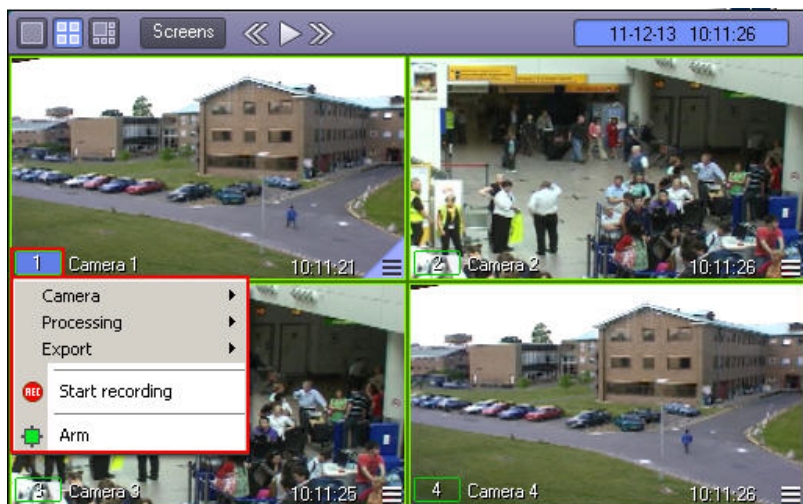 Screens
11-12-13 10:11:26
1 Camera 1 10:11:21
2 Camera 2 10:11:26
Camera
Processing
Export
REC Start recording
Arm
3 Camera 3 10:11:25
4 Camera 4 10:11:26